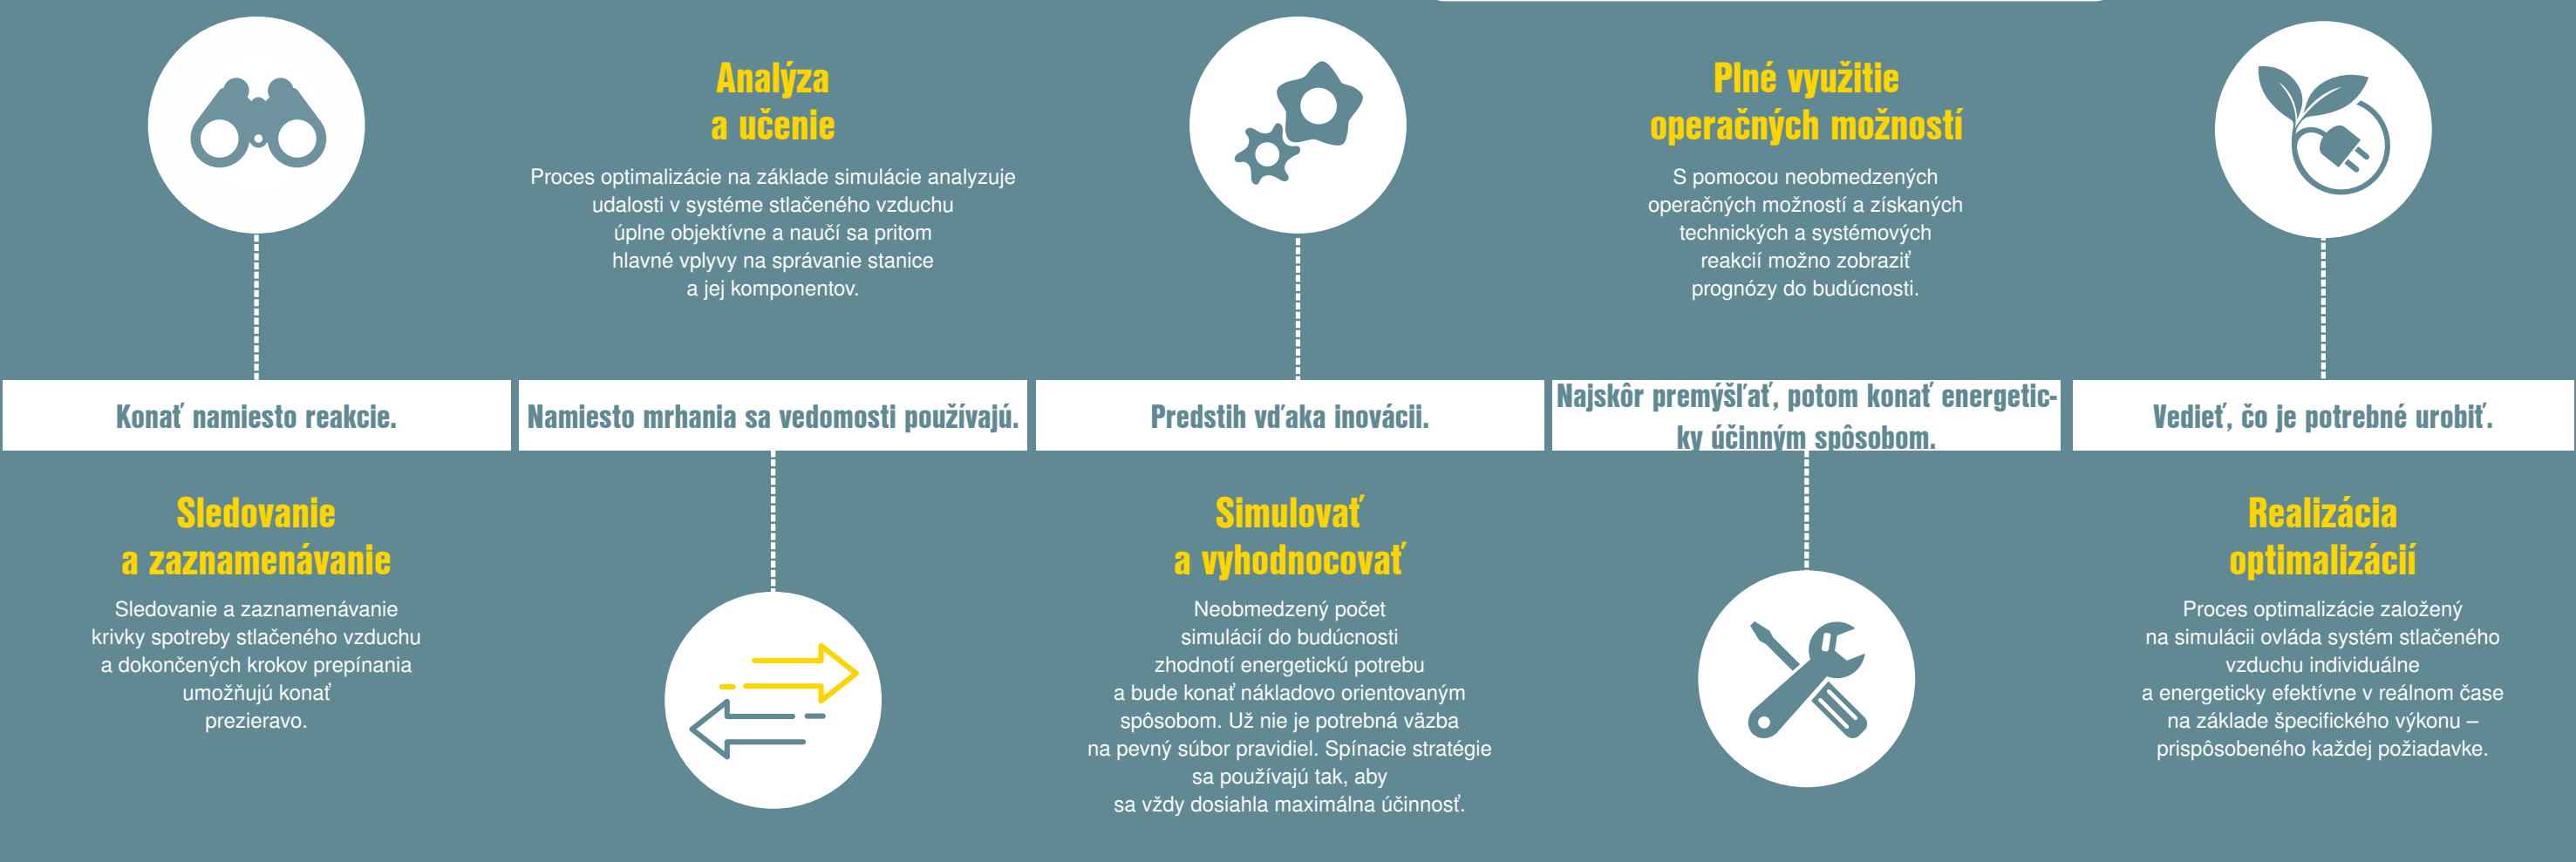 Konať namiesto reakcie.
Sledovanie
a zaznamenávanie
Sledovanie a zaznamenávanie
krivky spotreby stlačeného vzduchu
a dokončených krokov prepínania
umožňujú konať
prezieravo.
Analýza
a učenie
Proces optimalizácie na základe simulácie analyzuje
udalosti v systéme stlačeného vzduchu
úplne objektívne a naučí sa pritom
hlavné vplyvy na správanie stanice
a jej komponentov.
Namiesto mrhania sa vedomosti používajú.
Predstih vďaka inovácii.
Simulovať
a vyhodnocovať
Neobmedzený počet
simulácií do budúcnosti
zhodnotí energetickú potrebu
a bude konať nákladovo orientovaným
spôsobom. Už nie je potrebná väzba
na pevný súbor pravidiel. Spínacie stratégie
sa používajú tak, aby
sa vždy dosiahla maximálna účinnosť.
Plné využitie
operačných možností
S pomocou neobmedzených
operačných možností a získaných
technických a systémových
reakcií možno zobraziť
prognózy do budúcnosti.
Najskôr premýšľať, potom konať energetic-
ky účinným spôsobom.
Vedieť, čo je potrebné urobiť.
Realizácia
optimalizácií
Proces optimalizácie založený
na simulácii ovláda systém stlačeného
vzduchu individuálne
a energeticky efektívne v reálnom čase
na základe špecifického výkonu –
prispôsobeného každej požiadavke.